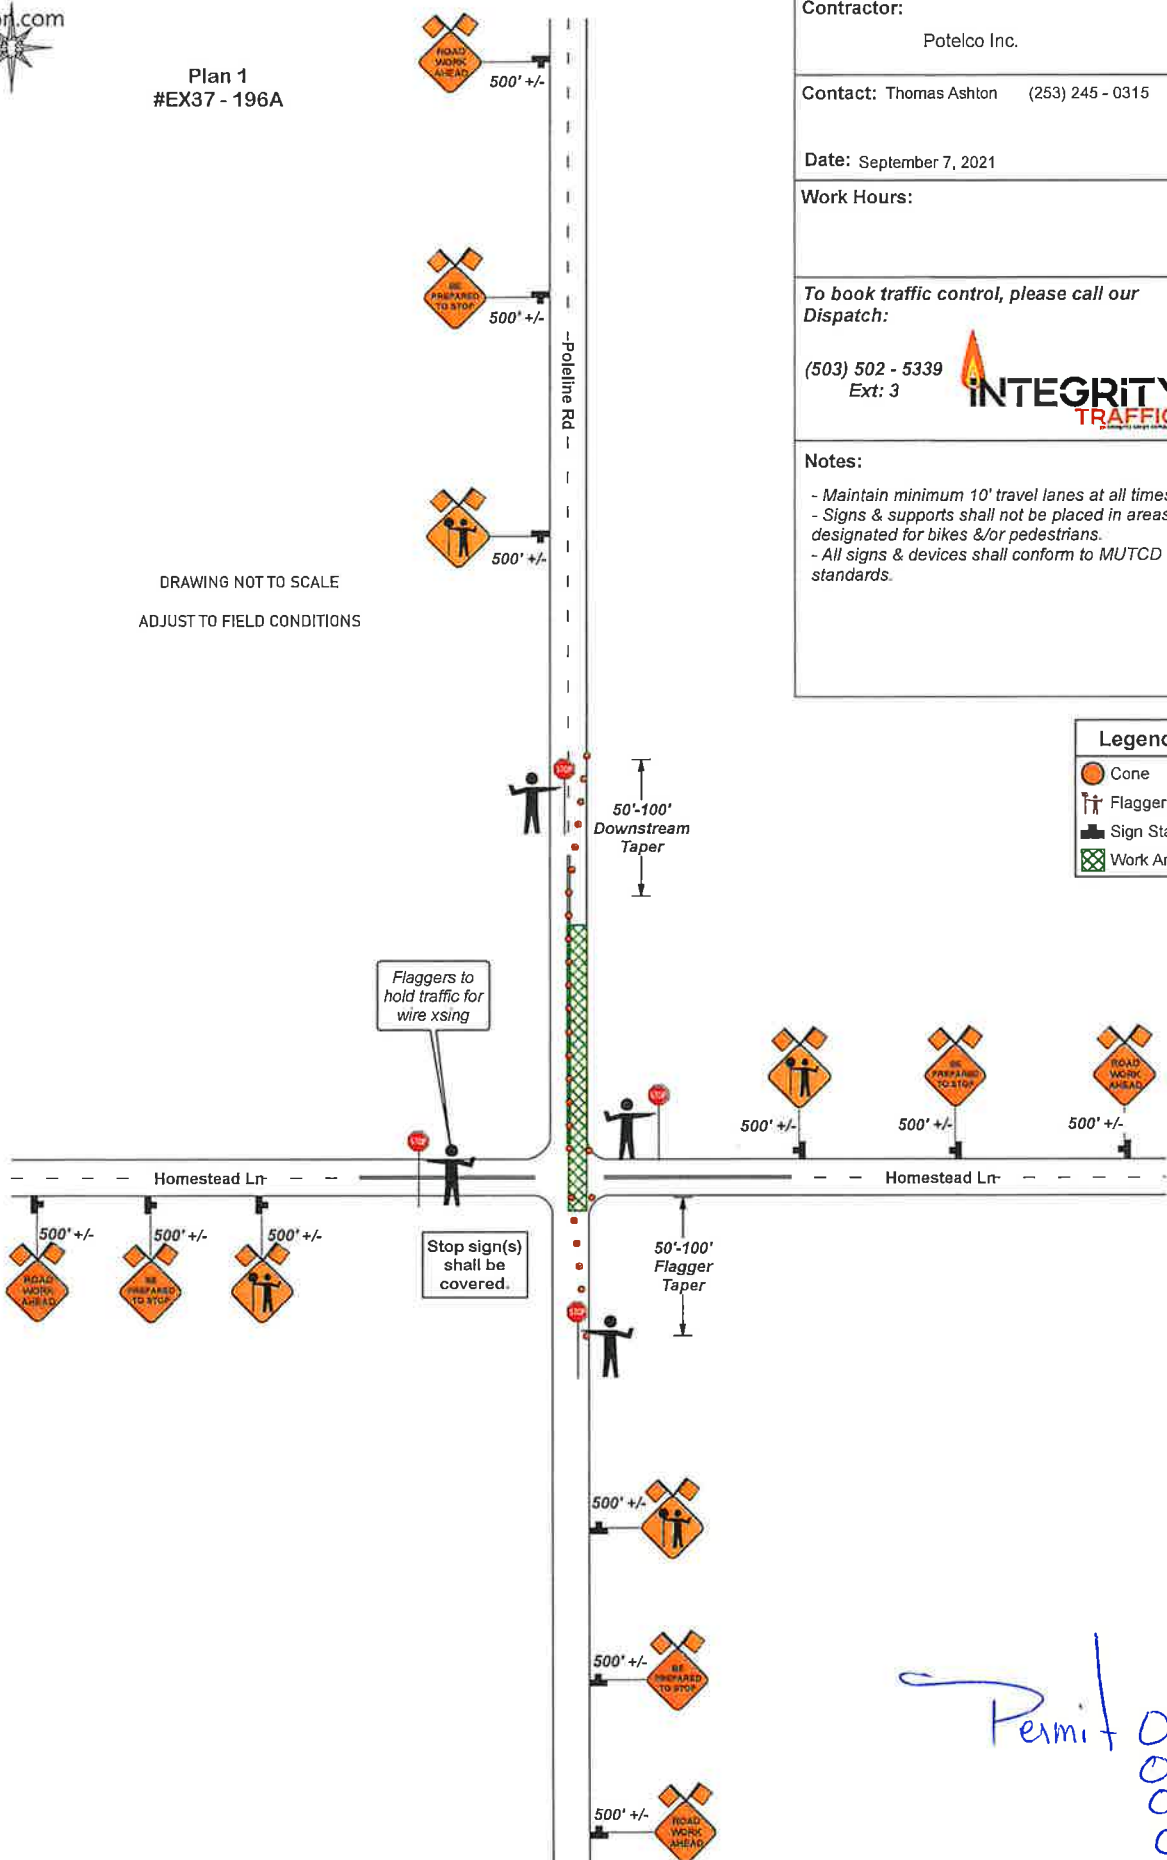 on.com
Plan 1
#EX37 - 196A
Contractor:
Potelco Inc.
Contact: Thomas Ashton (253) 245 - 0315
Date: September 7, 2021
Work Hours:
To book traffic control, please call our
Dispatch:
(503) 502 - 5339
Ext: 3
INTEGRiTY
TRAFFIC
Notes:
- Maintain minimum 10' travel lanes at all times
- Signs & supports shall not be placed in areas
designated for bikes &/or pedestrians.
- All signs & devices shall conform to MUTCD
standards.
Legend
Cone
Flagger
Sign Sta
Work Ar
ROAD
WORK
AHEAD
500' +/-
BE
PREPARED
TO STOP
500' +/-
--Poleline Rd --
500' +/-
DRAWING NOT TO SCALE
ADJUST TO FIELD CONDITIONS
STOP
50'-100'
Downstream
Taper
Flaggers to
hold traffic for
wire xsing
STOP
STOP
BE
PREPARED
TO STOP
ROAD
WORK
AHEAD
500' +/-
500' +/-
500' +/-
Homestead Ln
Homestead Ln
500' +/-
500' +/-
500' +/-
ROAD
WORK
AHEAD
BE
PREPARED
TO STOP
Stop sign(s)
shall be
covered.
50'-100'
Flagger
Taper
STOP
500' +/-
500' +/-
BE
PREPARED
TO STOP
500' +/-
ROAD
WORK
AHEAD
Permit